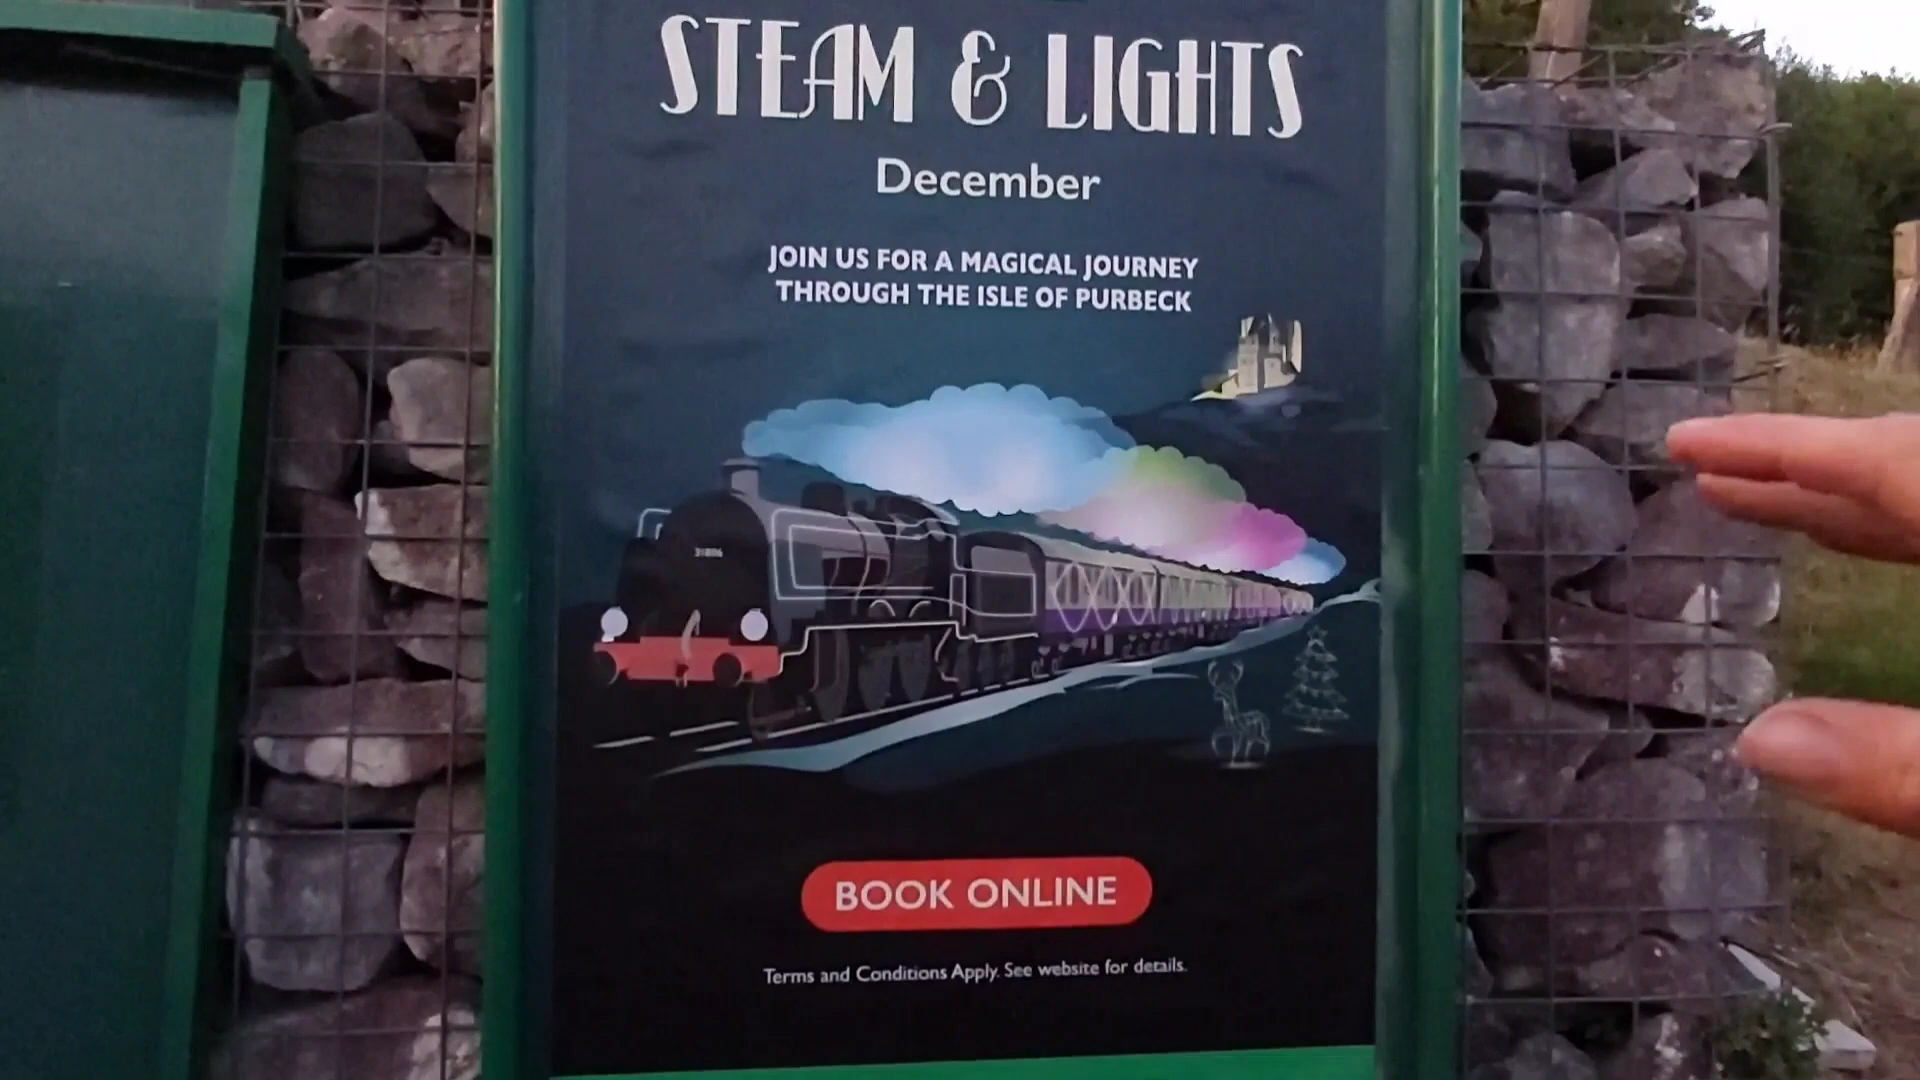 STEAM & LIGHTS
December
JOIN US FOR A MAGICAL JOURNEY
THROUGH THE ISLE OF PURBECK
31806
BOOK ONLINE
Terms and Conditions Apply. See website for details.